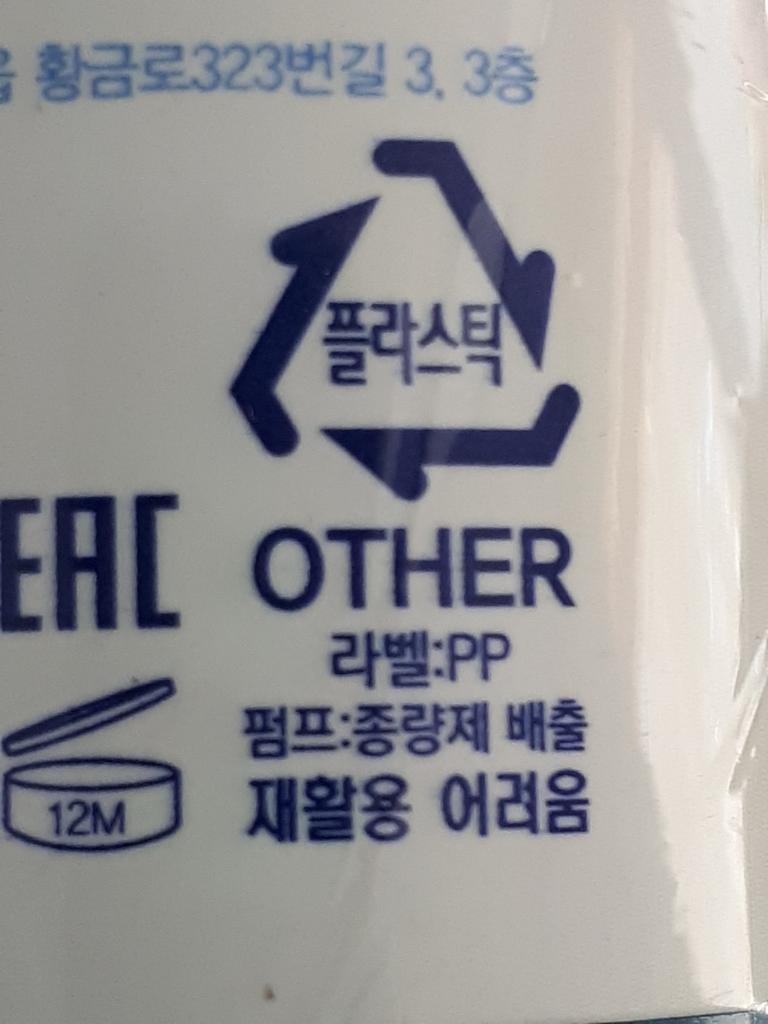 황금로323번길 3, 3층
플라스틱
EAC
OTHER
라벨:PP
펌프:종량제 배출
12M
재활용 어려움